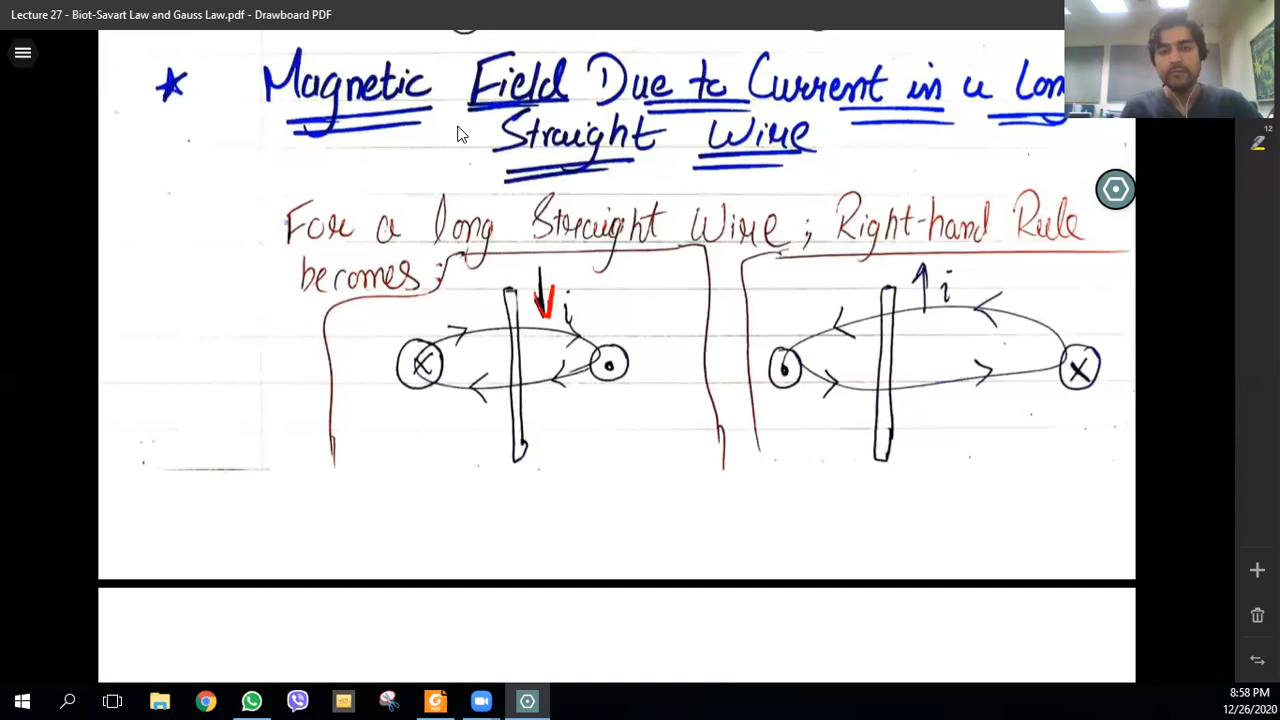 Lecture 27 - Biot-Savart Law and Gauss Law.pdf - Drawboard PDF
★ Magnetic Field Due to Current in a
Straight Wire
For a long Straight Wire; Right-hand Rule
becomes;
i
i
X
X
12
8:58 PM
12/26/2020